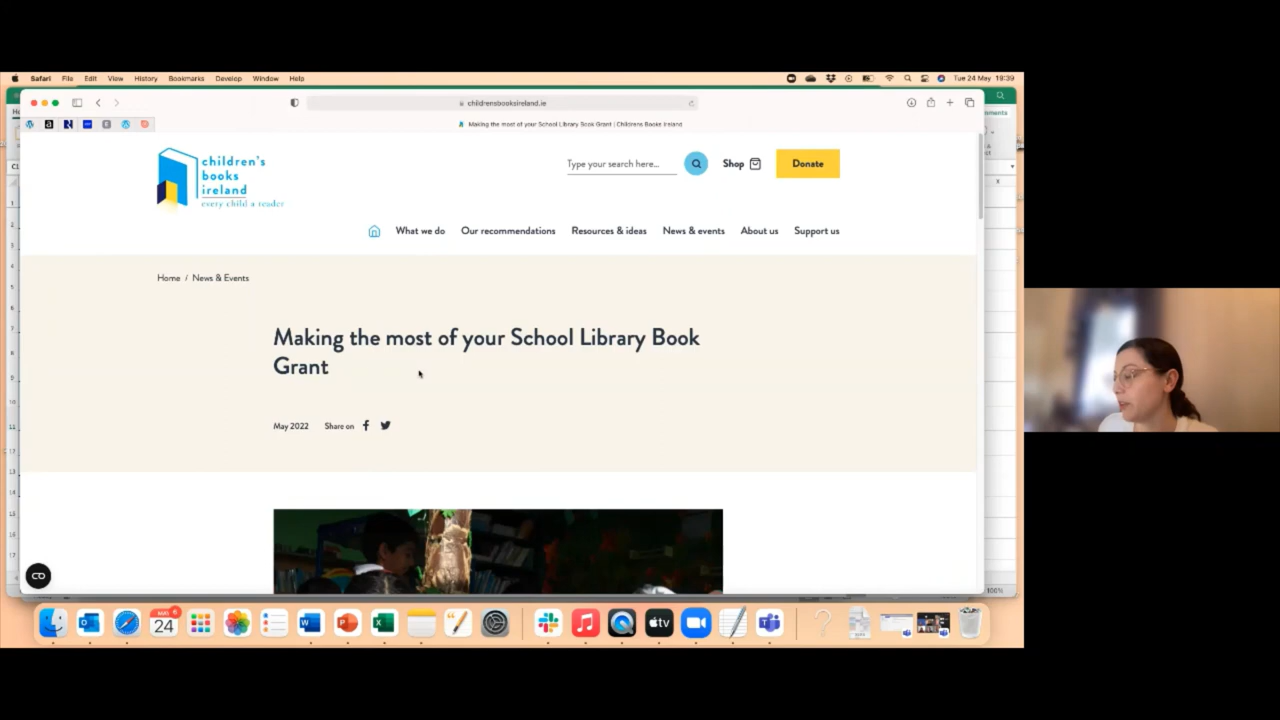 Safari File Edit View History Bookmarks Develop Window Help Tue 24 May 19:39
childrensbooksireland.ie
Making the most of your School Library Book Grant | Childrens Books Ireland
children's
books
ireland
every child a reader
Type your search here...
Shop
Donate
What we do Our recommendations Resources & ideas News & events About us Support us
Home / News & Events
Making the most of your School Library Book
Grant
May 2022 Share on
100%
24
tv